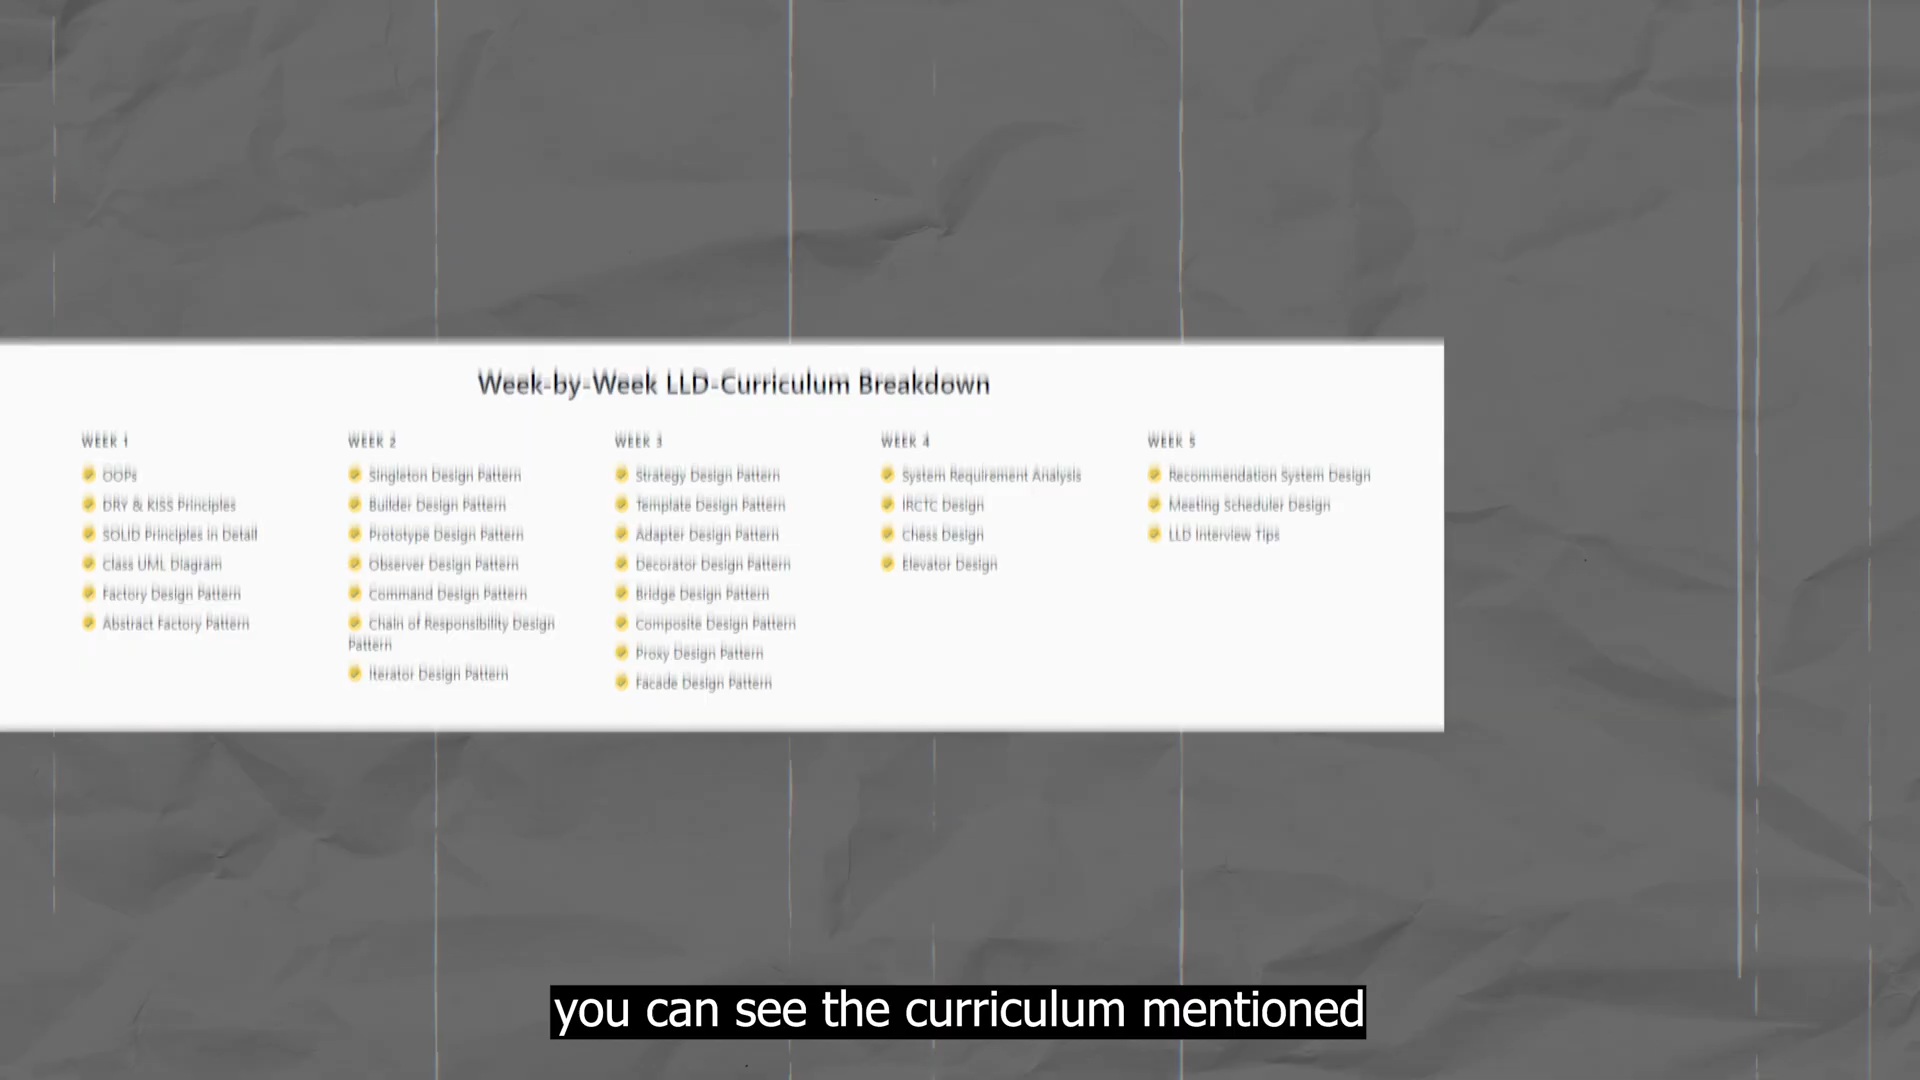 Week-by-Week LLD-Curriculum Breakdown
WEEK 1
OOPs
DRY & KISS Principles
SOLID Principles in Detail
Class UML Diagram
Factory Design Pattern
Abstract Factory Pattern
WEEK 2
Singleton Design Pattern
Builder Design Pattern
Prototype Design Pattern
Observer Design Pattern
Command Design Pattern
Chain of Responsibility Design
Pattern
Iterator Design Pattern
WEEK 3
Strategy Design Pattern
Template Design Pattern
Adapter Design Pattern
Decorator Design Pattern
Bridge Design Pattern
Composite Design Pattern
Proxy Design Pattern
Facade Design Pattern
WEEK 4
System Requirement Analysis
IRCTC Design
Chess Design
Elevator Design
WEEK 5
Recommendation System Design
Meeting Scheduler Design
LLD Interview Tips
you can see the curriculum mentioned